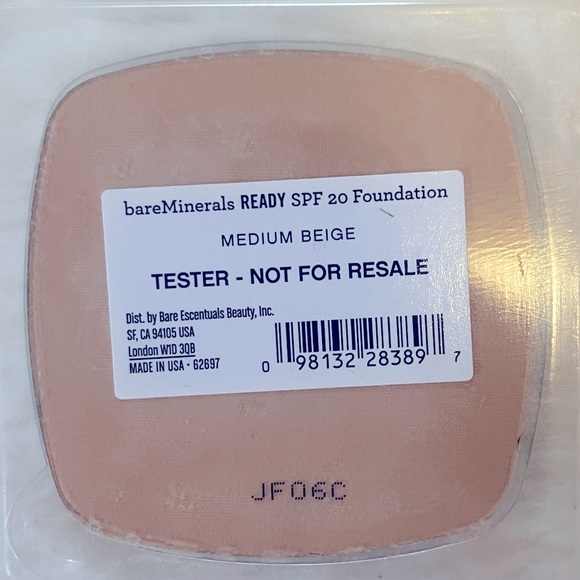 bareMinerals READY SPF 20 Foundation
MEDIUM BEIGE
TESTER - NOT FOR RESALE
Dist. by Bare Escentuals Beauty, Inc.
SF, CA 94105 USA
London W1D 3QB
MADE IN USA - 62697
0 98132 28389 7
JF06C